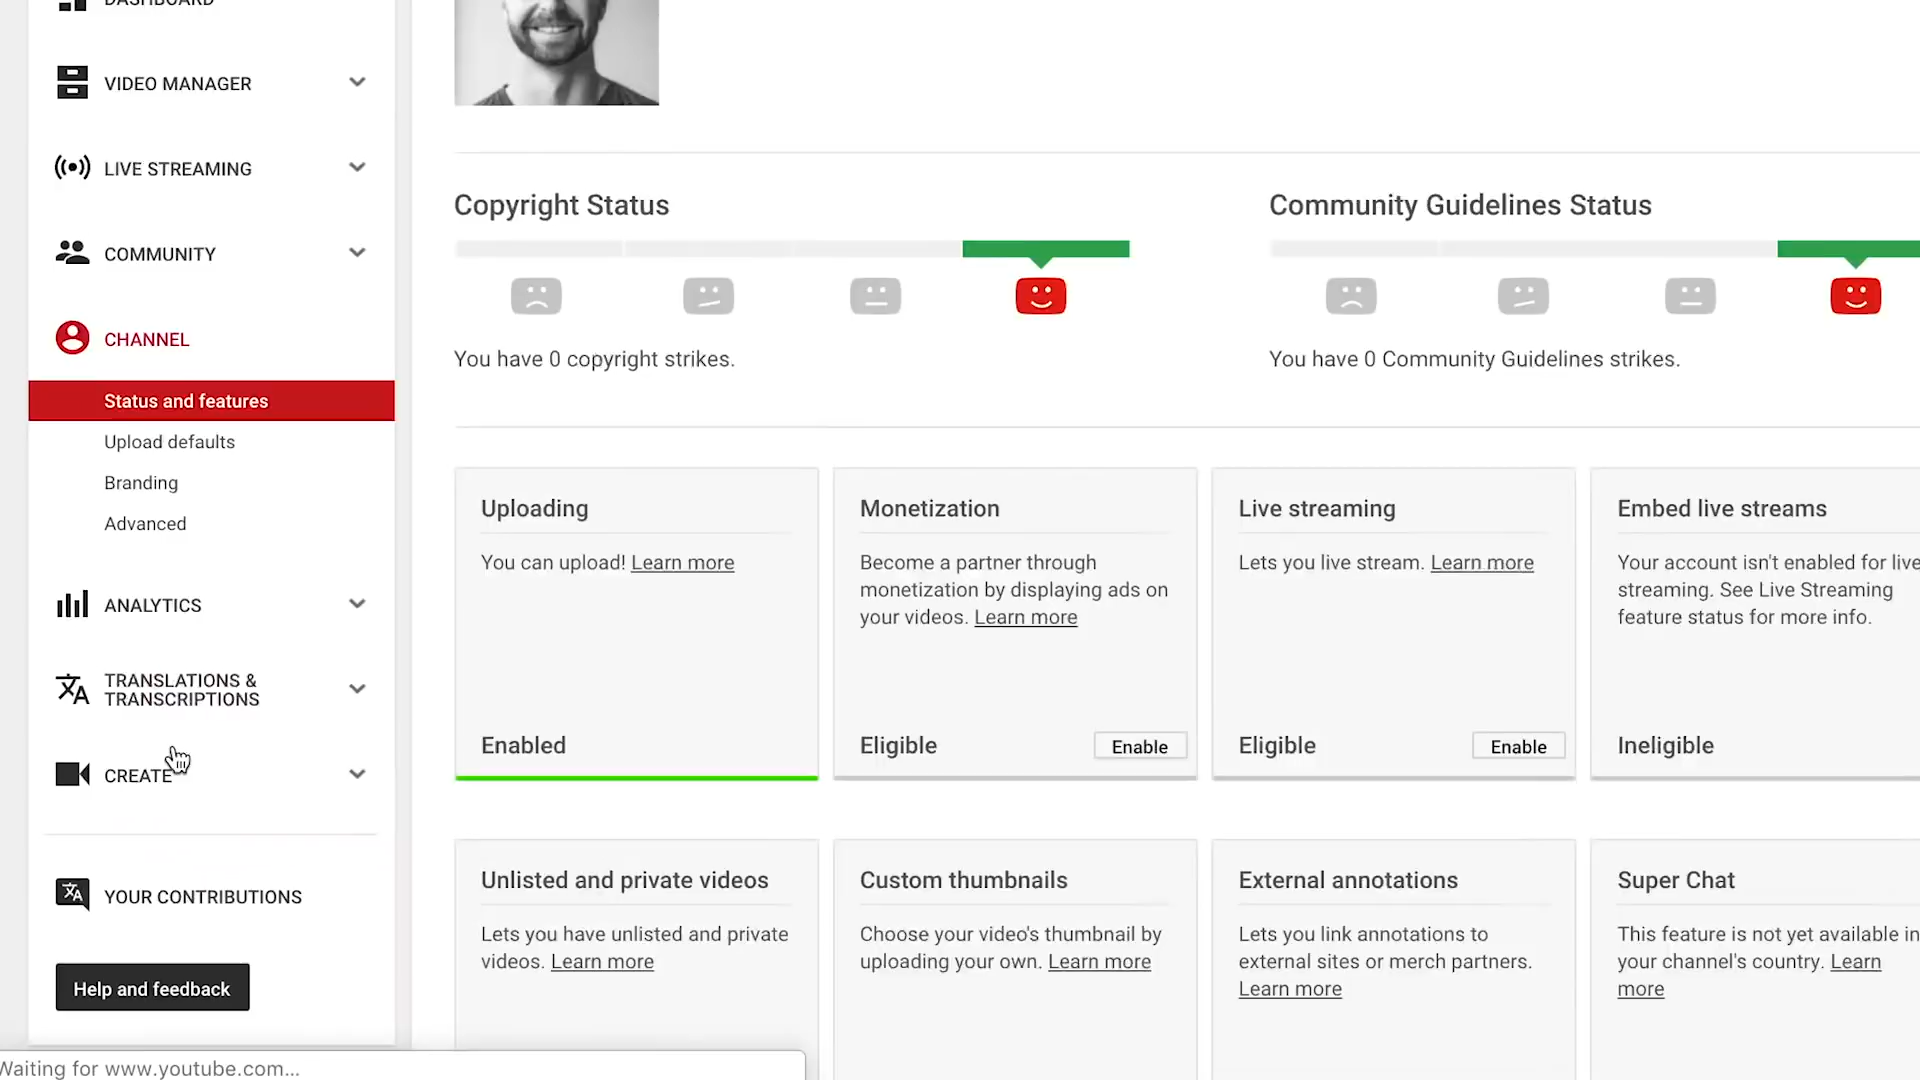 DASHBOARD
VIDEO MANAGER
LIVE STREAMING
COMMUNITY
CHANNEL
Status and features
Upload defaults
Branding
Advanced
ANALYTICS
TRANSLATIONS &
TRANSCRIPTIONS
CREATE
YOUR CONTRIBUTIONS
Help and feedback
Waiting for www.youtube.com...
Copyright Status
You have 0 copyright strikes.
Community Guidelines Status
You have 0 Community Guidelines strikes.
Uploading
You can upload! Learn more
Enabled
Monetization
Become a partner through
monetization by displaying ads on
your videos. Learn more
Eligible
Enable
Live streaming
Lets you live stream. Learn more
Eligible
Enable
Embed live streams
Your account isn't enabled for live
streaming. See Live Streaming
feature status for more info.
Ineligible
Unlisted and private videos
Lets you have unlisted and private
videos. Learn more
Custom thumbnails
Choose your video's thumbnail by
uploading your own. Learn more
External annotations
Lets you link annotations to
external sites or merch partners.
Learn more
Super Chat
This feature is not yet available in
your channel's country. Learn
more